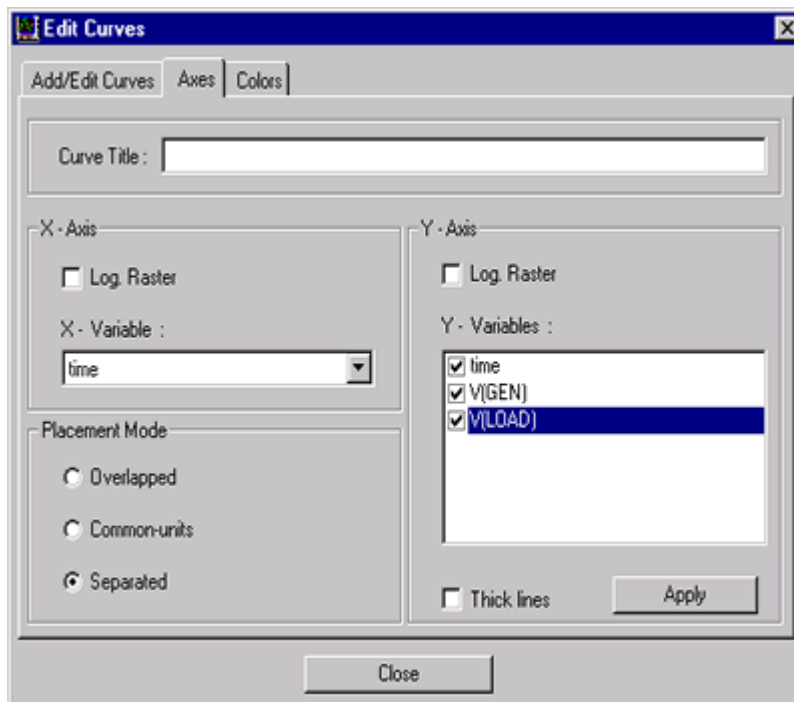 Edit Curves
Add/Edit Curves Axes Colors
Curve Title :
X - Axis
Log. Raster
X - Variable :
time
Placement Mode
Overlapped
Common-units
Separated
Y - Axis
Log. Raster
Y - Variables :
time
V(GEN)
V(LOAD)
Thick lines
Apply
Close